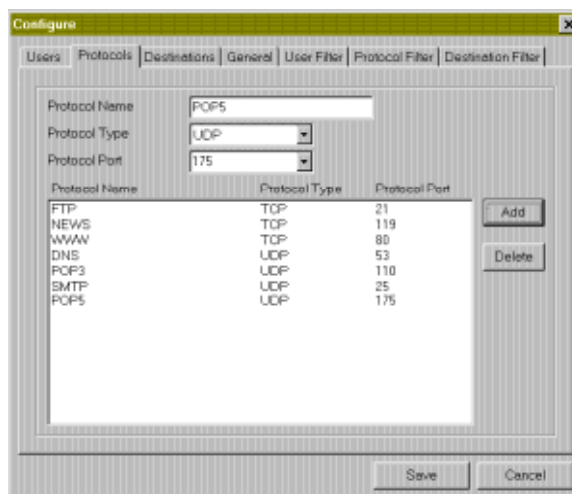 Configure
Users Protocols Destinations General User Filter Protocol Filter Destination Filter
Protocol Name POP5
Protocol Type UDP
Protocol Port 175
Protocol Name Protocol Type Protocol Port
FTP TCP 21
NEWS TCP 119
WWW TCP 80
DNS UDP 53
POP3 UDP 110
SMTP UDP 25
POP5 UDP 175
Add
Delete
Save Cancel